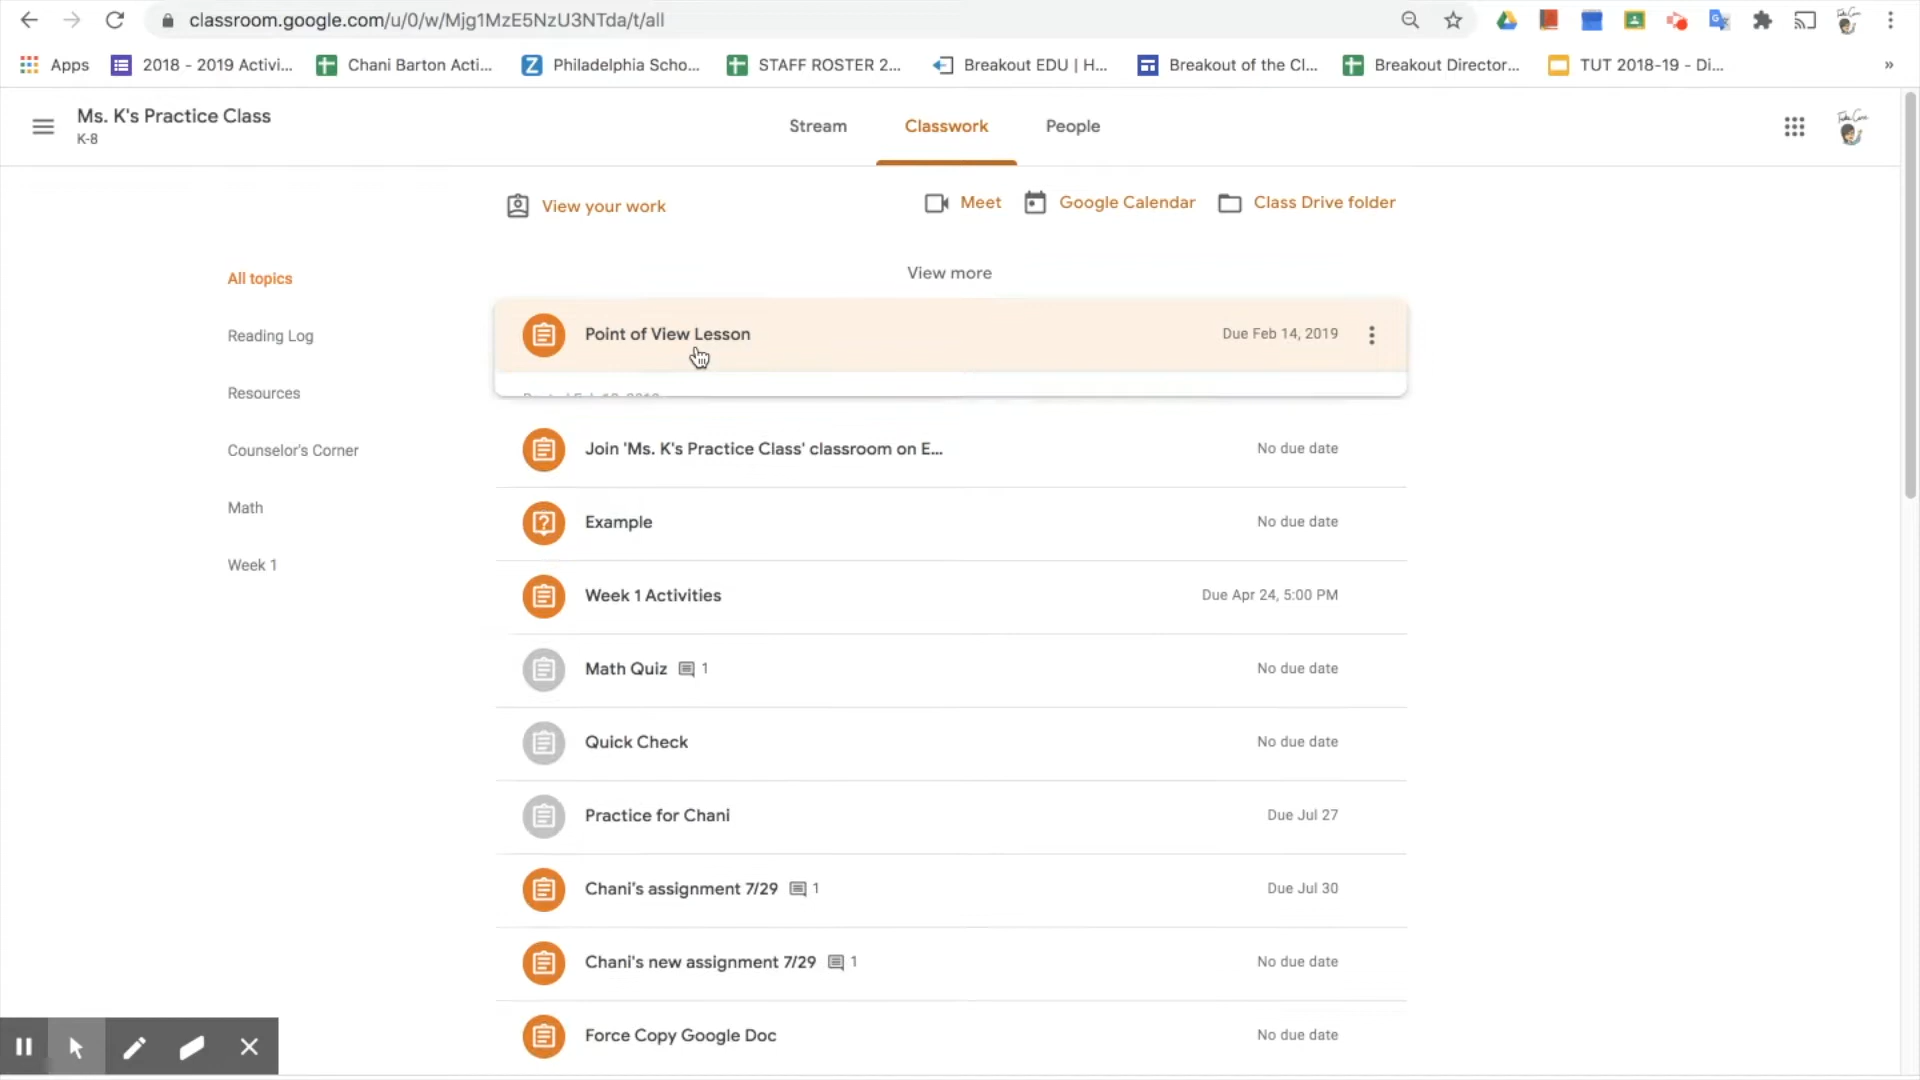 classroom.google.com/u/0/w/Mjg1MzE5NzU3NTda/t/all
Apps
2018 - 2019 Activi...
Chani Barton Acti...
Philadelphia Scho...
STAFF ROSTER 2...
Breakout EDU | H...
Breakout of the Cl...
Breakout Director...
TUT 2018-19 - Di...
»
Ms. K's Practice Class
K-8
Stream
Classwork
People
View your work
Meet
Google Calendar
Class Drive folder
All topics
Reading Log
Resources
Counselor's Corner
Math
Week 1
View more
Point of View Lesson
Due Feb 14, 2019
Join 'Ms. K's Practice Class' classroom on E...
No due date
Example
No due date
Week 1 Activities
Due Apr 24, 5:00 PM
Math Quiz 1
No due date
Quick Check
No due date
Practice for Chani
Due Jul 27
Chani's assignment 7/29 1
Due Jul 30
Chani's new assignment 7/29 1
No due date
Force Copy Google Doc
No due date